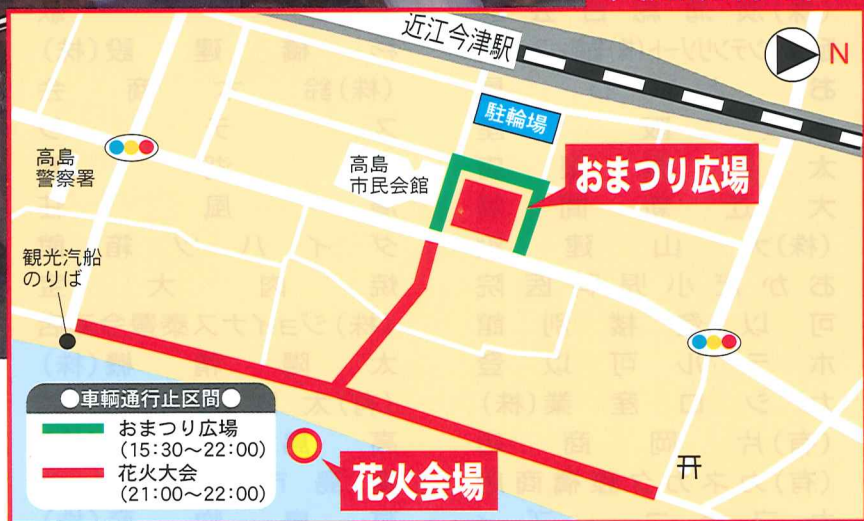 近江今津駅
N
駐輪場
おまつり広場
高島
警察署
高島
市民会館
観光汽船
のりば
●車輌通行止区間●
おまつり広場
(15:30〜22:00)
花火大会
(21:00〜22:00)
花火会場